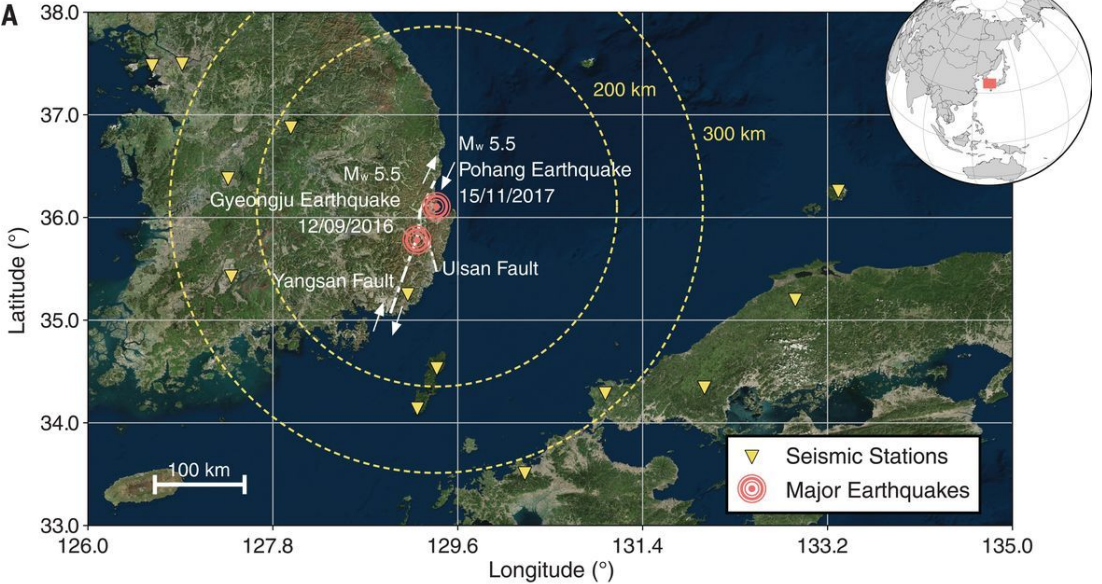 A
38.0
37.0
36.0
35.0
34.0
33.0
Latitude (°)
200 km
300 km
Mw 5.5
Pohang Earthquake
15/11/2017
Mw 5.5
Gyeongju Earthquake
12/09/2016
Yangsan Fault
Ulsan Fault
100 km
Seismic Stations
Major Earthquakes
126.0
127.8
129.6
131.4
133.2
135.0
Longitude (°)